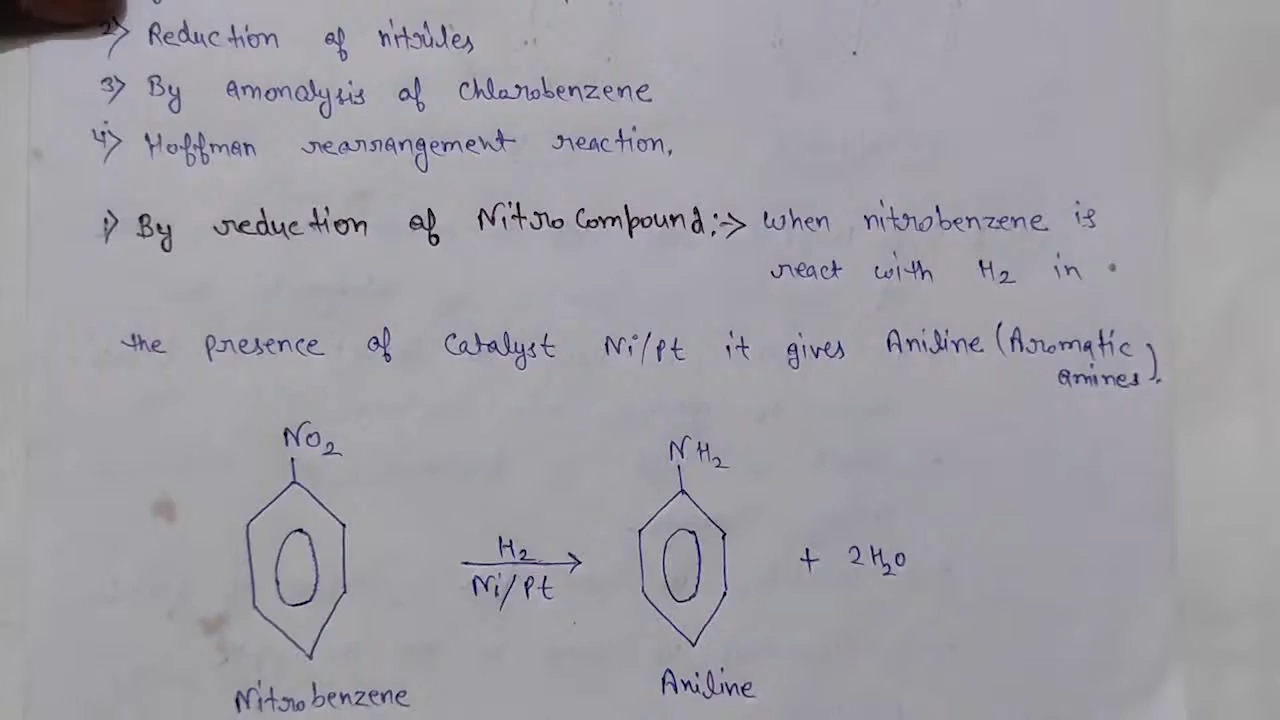 2) Reduction of nitriles
3) By amonalysis of chlorobenzene
4) Hoffman rearrangement reaction.
1) By reduction of Nitro Compound :-> When nitrobenzene is
react with H₂ in
the presence of Catalyst Ni/Pt it gives Aniline (Aromatic
amines).
NO₂
NH₂
H₂
Ni/Pt
+ 2H₂O
Nitrobenzene
Aniline